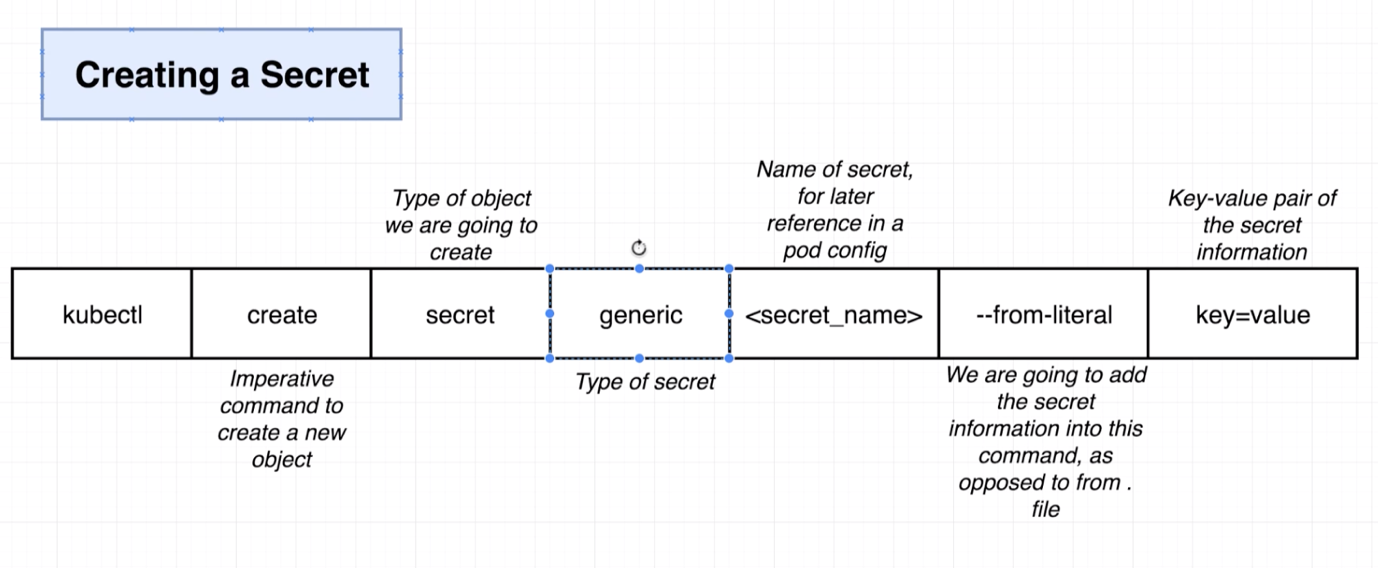 Creating a Secret
Type of object
we are going to
create
Name of secret,
for later
reference in a
pod config
Key-value pair of
the secret
information
kubectl
create
secret
generic
<secret_name>
--from-literal
key=value
Imperative
command to
create a new
object
Type of secret
We are going to add
the secret
information into this
command, as
opposed to from .
file